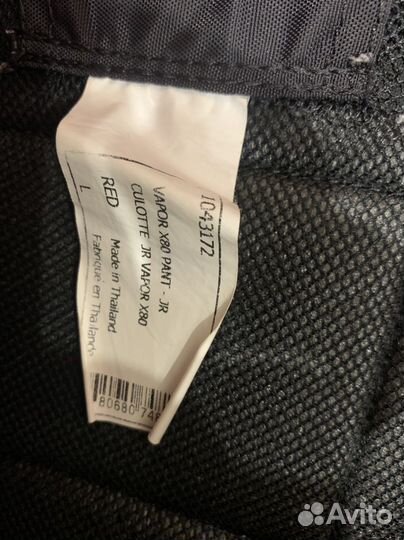 1043172
VAPOR X80 PANT - JR
CULOTTE JR VAPOR X80
RED
L
Made in Thailand
Fabriqué en Thaïlande
80680 74
Avito